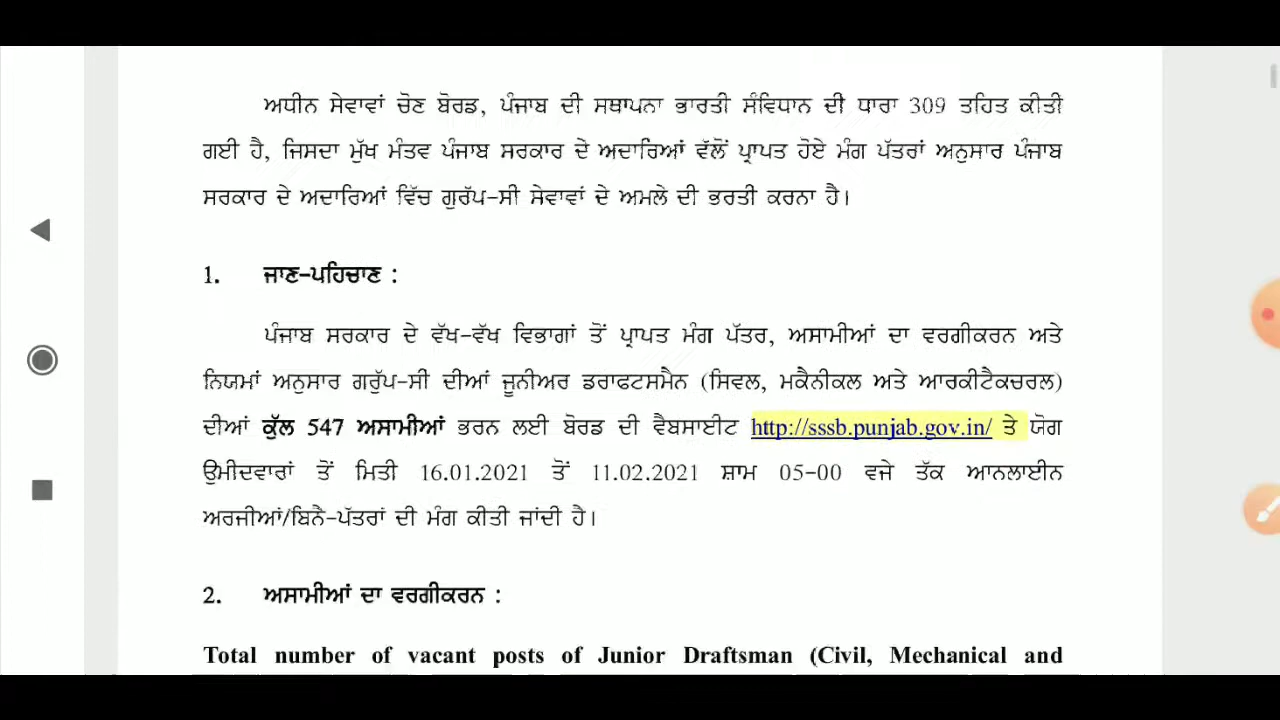 ਅਧੀਨ ਸੇਵਾਵਾਂ ਚੋਣ ਬੋਰਡ, ਪੰਜਾਬ ਦੀ ਸਥਾਪਨਾ ਭਾਰਤੀ ਸੰਵਿਧਾਨ ਦੀ ਧਾਰਾ 309 ਤਹਿਤ ਕੀਤੀ
ਗਈ ਹੈ, ਜਿਸਦਾ ਮੁੱਖ ਮੰਤਵ ਪੰਜਾਬ ਸਰਕਾਰ ਦੇ ਅਦਾਰਿਆਂ ਵੱਲੋਂ ਪ੍ਰਾਪਤ ਹੋਏ ਮੰਗ ਪੱਤਰਾਂ ਅਨੁਸਾਰ ਪੰਜਾਬ
ਸਰਕਾਰ ਦੇ ਅਦਾਰਿਆਂ ਵਿੱਚ ਗੁਰੱਪ-ਸੀ ਸੇਵਾਵਾਂ ਦੇ ਅਮਲੇ ਦੀ ਭਰਤੀ ਕਰਨਾ ਹੈ।
1. ਜਾਣ-ਪਹਿਚਾਣ :
ਪੰਜਾਬ ਸਰਕਾਰ ਦੇ ਵੱਖ-ਵੱਖ ਵਿਭਾਗਾਂ ਤੋਂ ਪ੍ਰਾਪਤ ਮੰਗ ਪੱਤਰ, ਅਸਾਮੀਆਂ ਦਾ ਵਰਗੀਕਰਨ ਅਤੇ
ਨਿਯਮਾਂ ਅਨੁਸਾਰ ਗਰੁੱਪ-ਸੀ ਦੀਆਂ ਜੂਨੀਅਰ ਡਰਾਫਟਸਮੈਨ (ਸਿਵਲ, ਮਕੈਨੀਕਲ ਅਤੇ ਆਰਕੀਟੈਕਚਰਲ)
ਦੀਆਂ ਕੁੱਲ 547 ਅਸਾਮੀਆਂ ਭਰਨ ਲਈ ਬੋਰਡ ਦੀ ਵੈਬਸਾਈਟ http://sssb.punjab.gov.in/ ਤੇ ਯੋਗ
ਉਮੀਦਵਾਰਾਂ ਤੋਂ ਮਿਤੀ 16.01.2021 ਤੋਂ 11.02.2021 ਸ਼ਾਮ 05-00 ਵਜੇ ਤੱਕ ਆਨਲਾਈਨ
ਅਰਜੀਆਂ/ਬਿਨੈ-ਪੱਤਰਾਂ ਦੀ ਮੰਗ ਕੀਤੀ ਜਾਂਦੀ ਹੈ।
2. ਅਸਾਮੀਆਂ ਦਾ ਵਰਗੀਕਰਨ :
Total number of vacant posts of Junior Draftsman (Civil, Mechanical and